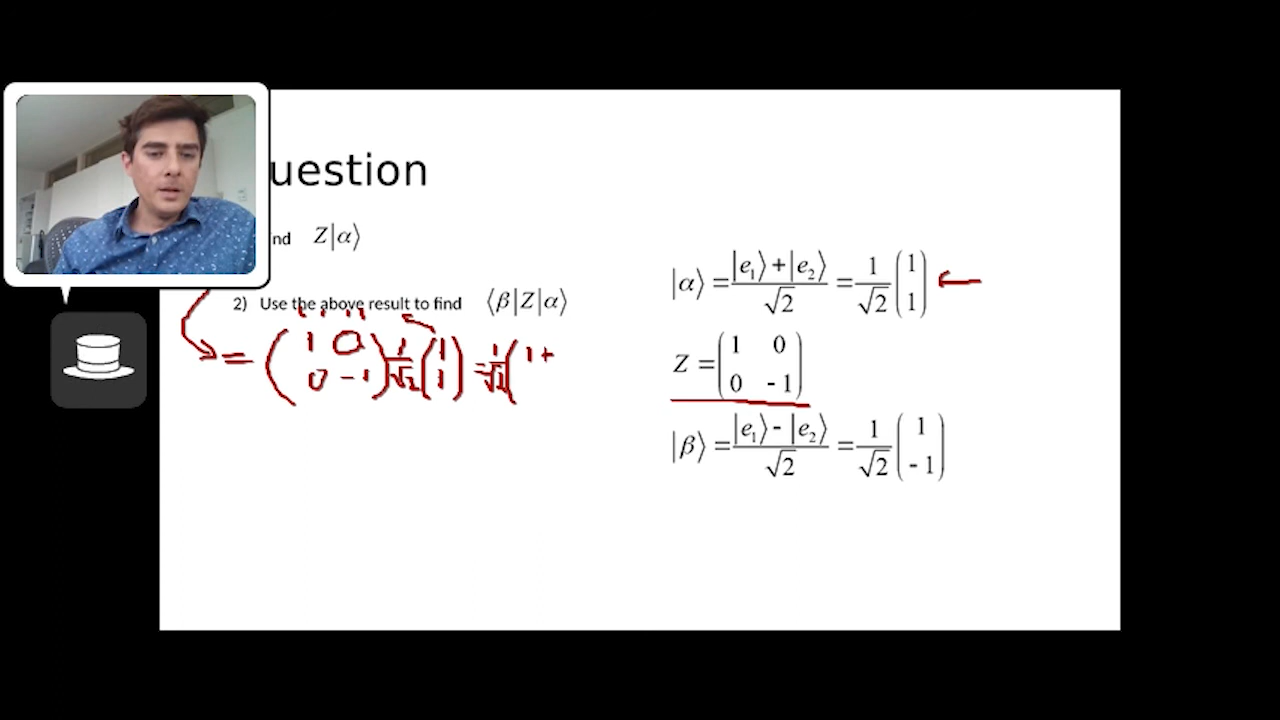 uestion
nd Z|α⟩
2) Use the above result to find ⟨β|Z|α⟩
= (1 0 0 -1) 1/√2 (1 1) = 1/√2 (1+
|α⟩ = |e₁⟩+|e₂⟩/√2 = 1/√2 (1 1)
Z = (1 0 0 -1)
|β⟩ = |e₁⟩-|e₂⟩/√2 = 1/√2 (1 -1)